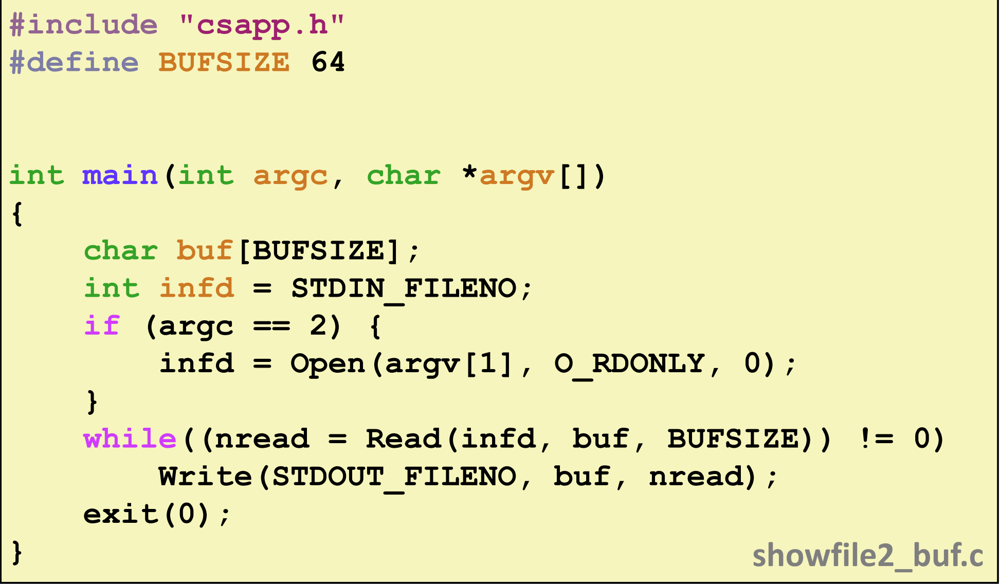 #include "csapp.h"
#define BUFSIZE 64
int main(int argc, char *argv[])
{
    char buf[BUFSIZE];
    int infd = STDIN_FILENO;
    if (argc == 2) {
        infd = Open(argv[1], O_RDONLY, 0);
    }
    while((nread = Read(infd, buf, BUFSIZE)) != 0)
        Write(STDOUT_FILENO, buf, nread);
    exit(0);
}
showfile2_buf.c